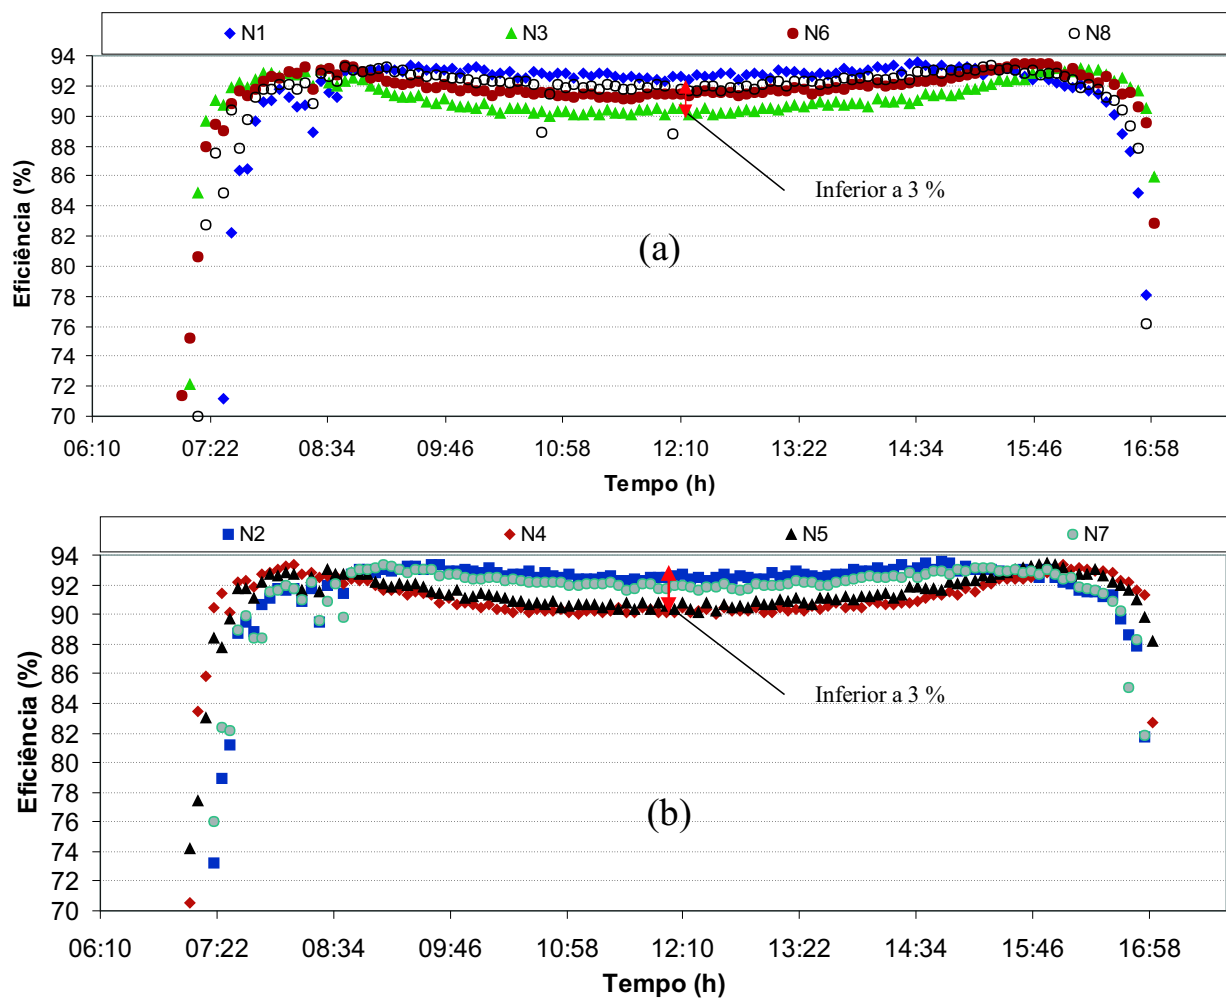 N1 N3 N6 N8
94
92
90
88
86
84
82
80
78
76
74
72
70
Eficiência (%)
Inferior a 3 %
(a)
06:10 07:22 08:34 09:46 10:58 12:10 13:22 14:34 15:46 16:58
Tempo (h)
N2 N4 N5 N7
94
92
90
88
86
84
82
80
78
76
74
72
70
Eficiência (%)
Inferior a 3 %
(b)
06:10 07:22 08:34 09:46 10:58 12:10 13:22 14:34 15:46 16:58
Tempo (h)